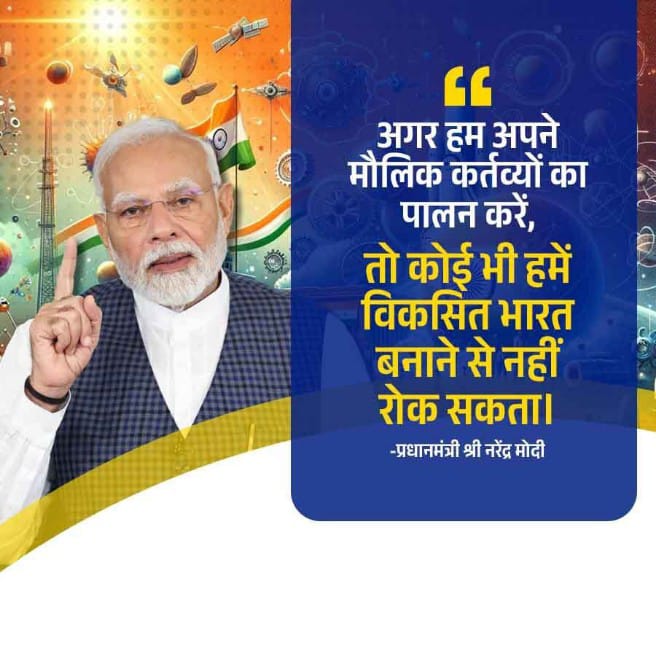 “
अगर हम अपने
मौलिक कर्तव्यों का
पालन करें,
तो कोई भी हमें
विकसित भारत
बनाने से नहीं
रोक सकता।
-प्रधानमंत्री श्री नरेंद्र मोदी